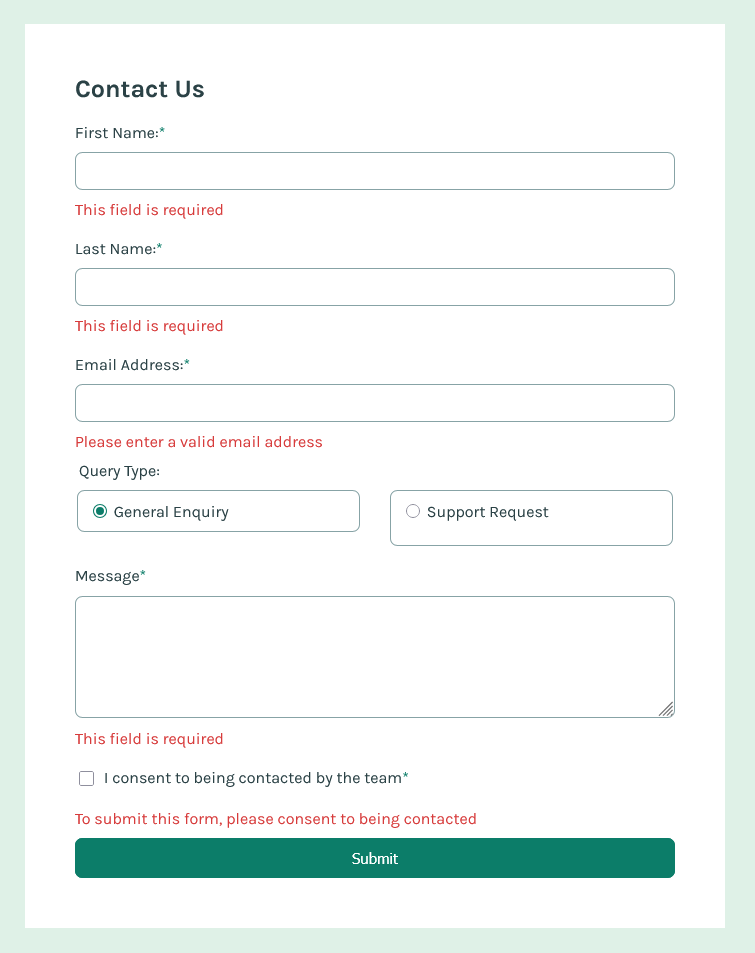 Contact Us
First Name:*
This field is required
Last Name:*
This field is required
Email Address:*
Please enter a valid email address
Query Type:
General Enquiry
Support Request
Message*
This field is required
I consent to being contacted by the team*
To submit this form, please consent to being contacted
Submit